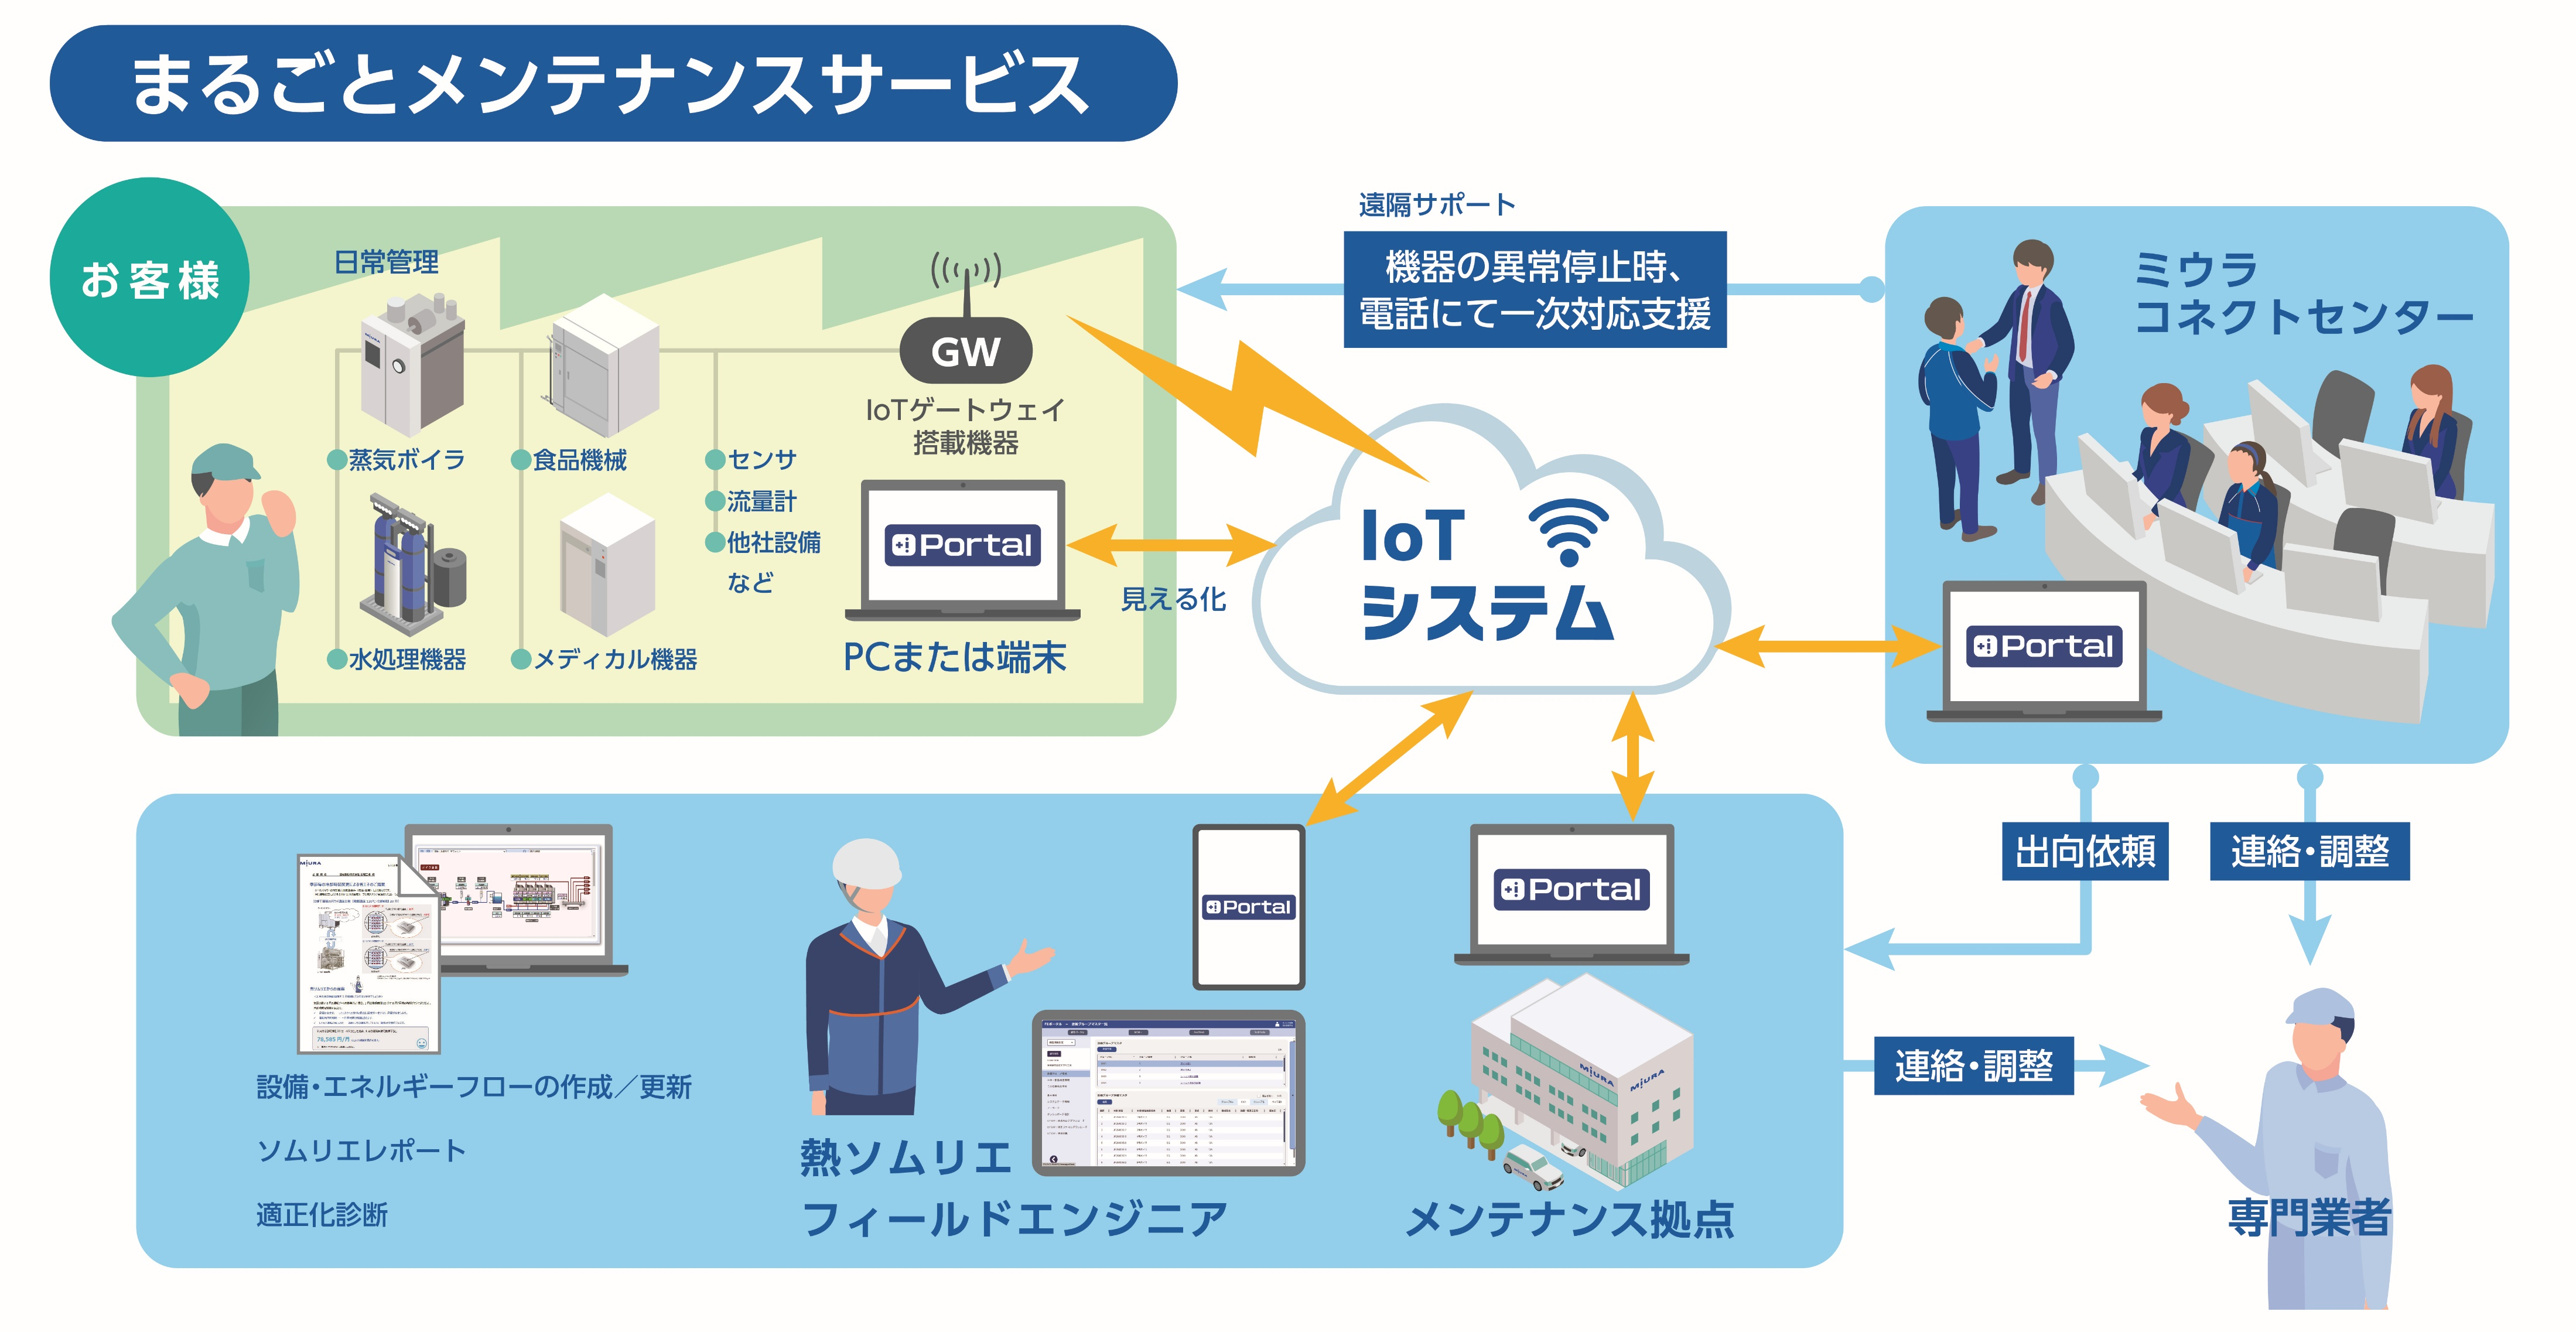 まるごとメンテナンスサービス
お客様
日常管理
蒸気ボイラ
食品機械
センサ
流量計
他社設備
など
水処理機器
メディカル機器
GW
IoTゲートウェイ
搭載機器
Portal
PCまたは端末
見える化
遠隔サポート
機器の異常停止時、
電話にて一次対応支援
IoT
システム
ミウラ
コネクトセンター
Portal
出向依頼
連絡・調整
MIURA
78,585 円/月
設備・エネルギーフローの作成／更新
ソムリエレポート
適正化診断
熱ソムリエ
フィールドエンジニア
Portal
Portal
MIURA
MIURA
MIURA
メンテナンス拠点
連絡・調整
専門業者